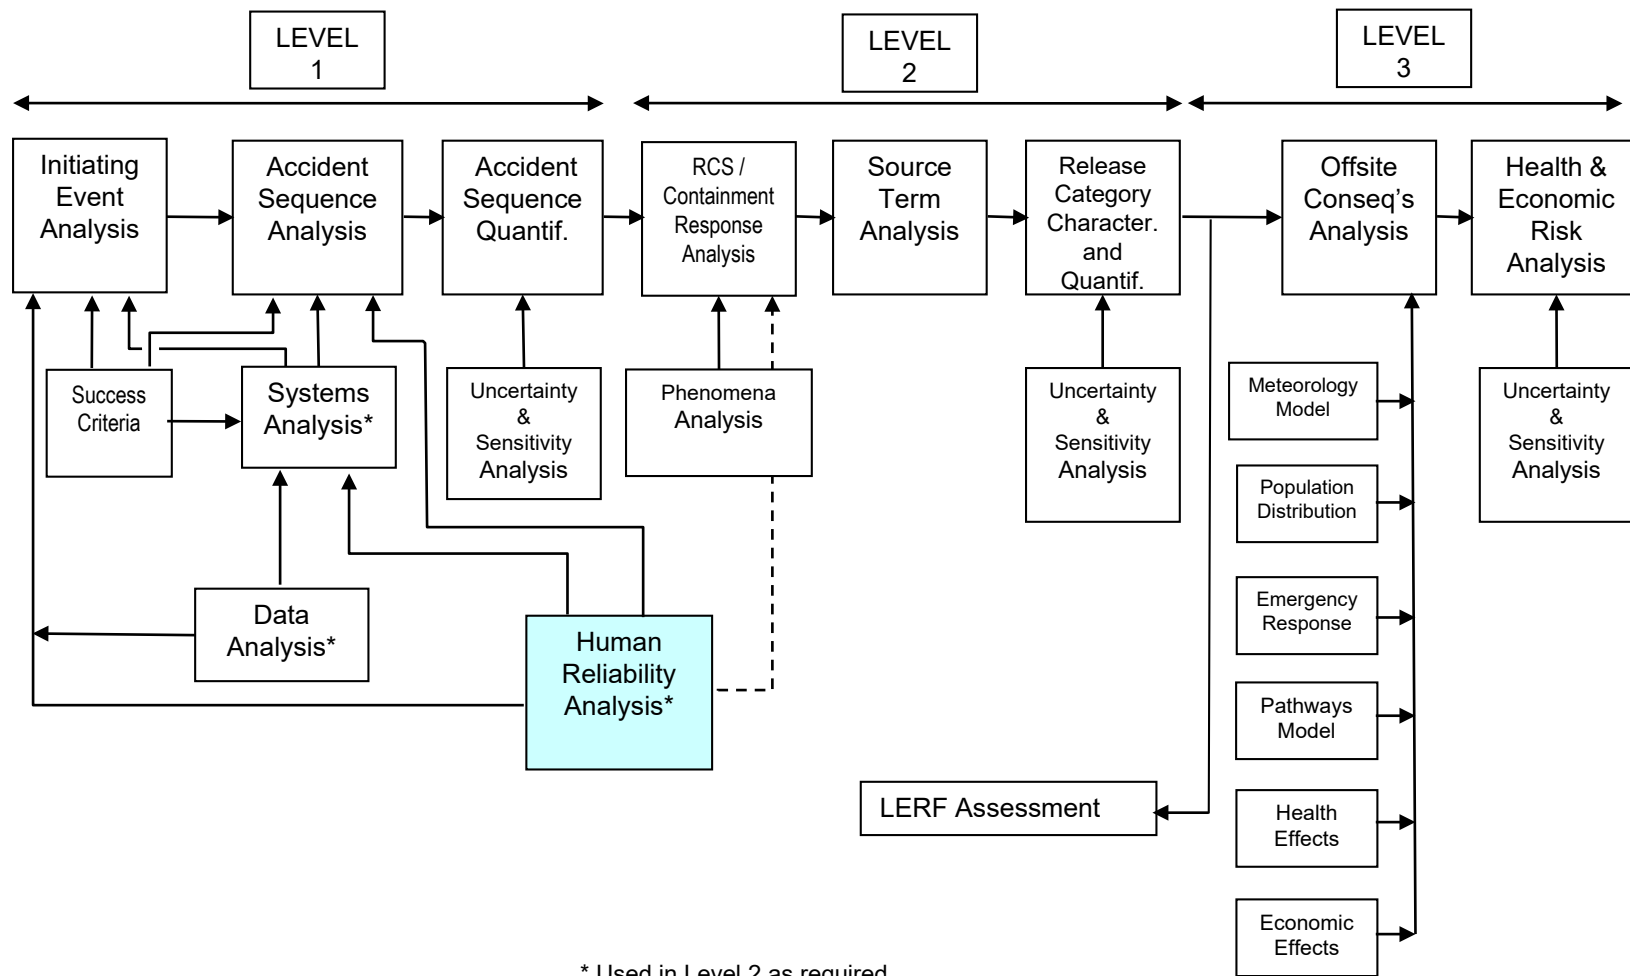 LEVEL
1
LEVEL
2
LEVEL
3
Initiating
Event
Analysis
Accident
Sequence
Analysis
Accident
Sequence
Quantif.
RCS /
Containment
Response
Analysis
Source
Term
Analysis
Release
Category
Character.
and
Quantif.
Offsite
Conseq's
Analysis
Health &
Economic
Risk
Analysis
Success
Criteria
Systems
Analysis*
Uncertainty
&
Sensitivity
Analysis
Phenomena
Analysis
Uncertainty
&
Sensitivity
Analysis
Meteorology
Model
Uncertainty
&
Sensitivity
Analysis
Population
Distribution
Data
Analysis*
Human
Reliability
Analysis*
Emergency
Response
Pathways
Model
LERF Assessment
Health
Effects
Economic
Effects
* Used in Level 2 as required